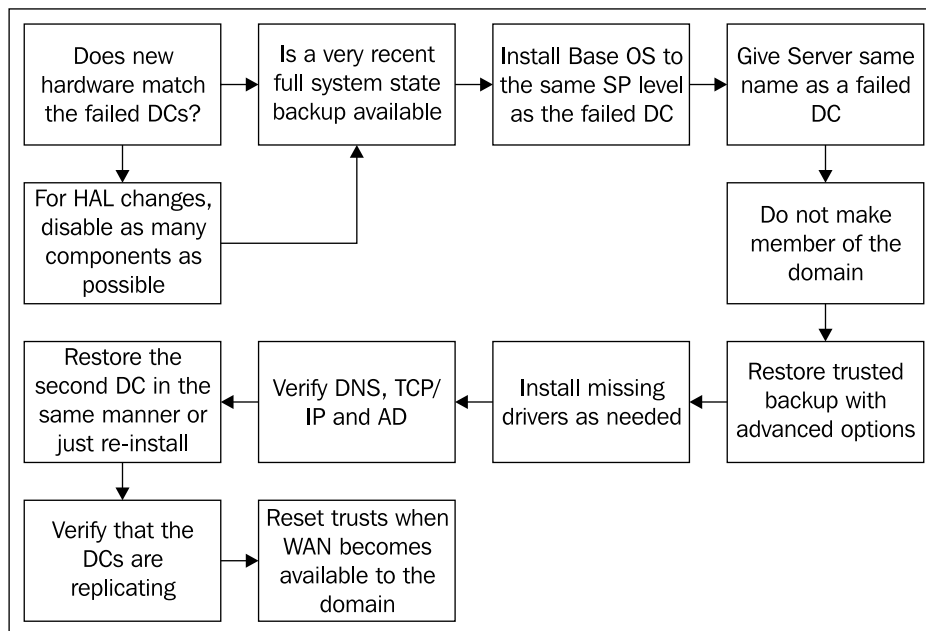 Does new
hardware match
the failed DCs?
Is a very recent
full system state
backup available
Install Base OS to
the same SP level
as the failed DC
Give Server same
name as a failed
DC
For HAL changes,
disable as many
components as
possible
Do not make
member of the
domain
Restore trusted
backup with
advanced options
Install missing
drivers as needed
Verify DNS, TCP/
IP and AD
Restore the
second DC in the
same manner or
just re-install
Verify that the
DCs are
replicating
Reset trusts when
WAN becomes
available to the
domain